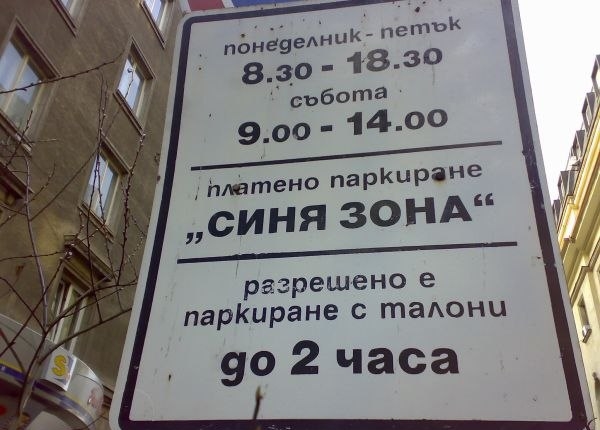 понеделник - петък
8.30 - 18.30
събота
9.00 - 14.00
платено паркиране
„СИНЯ ЗОНА“
разрешено е
паркиране с талони
до 2 часа